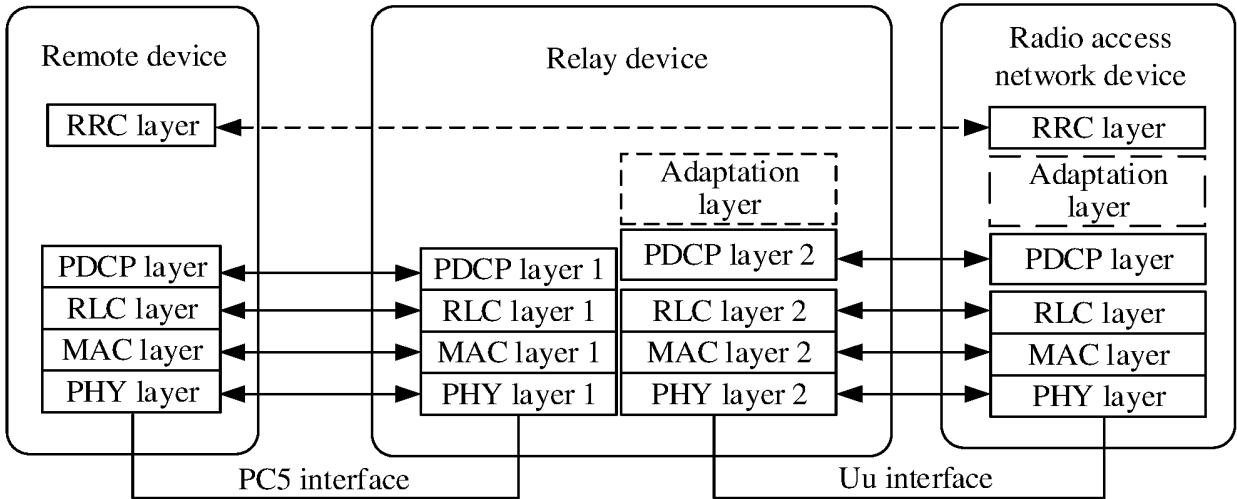 Remote device
RRC layer
PDCP layer
RLC layer
MAC layer
PHY layer
Relay device
Adaptation
layer
PDCP layer 1
RLC layer 1
MAC layer 1
PHY layer 1
PDCP layer 2
RLC layer 2
MAC layer 2
PHY layer 2
Radio access
network device
RRC layer
Adaptation
layer
PDCP layer
RLC layer
MAC layer
PHY layer
PC5 interface
Uu interface